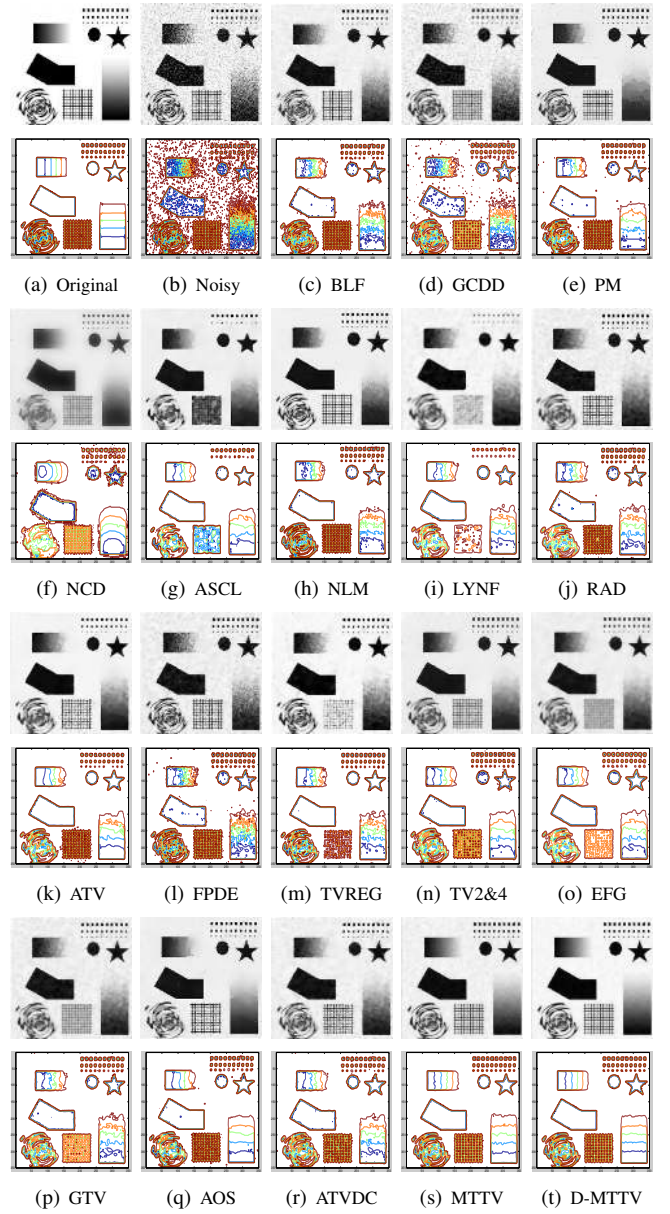 (a) Original (b) Noisy (c) BLF (d) GCDD (e) PM
(f) NCD (g) ASCL (h) NLM (i) LYNF (j) RAD
(k) ATV (l) FPDE (m) TVREG (n) TV2&4 (o) EFG
(p) GTV (q) AOS (r) ATVDC (s) MTTV (t) D-MTTV